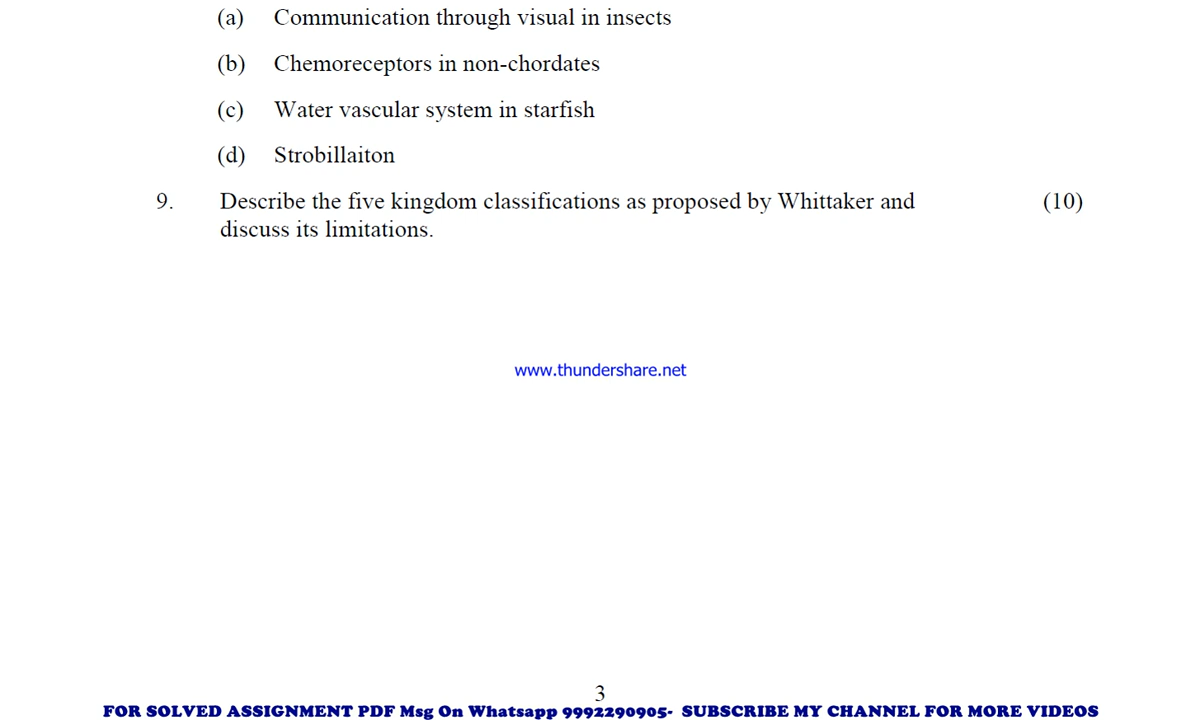 (a) Communication through visual in insects
(b) Chemoreceptors in non-chordates
(c) Water vascular system in starfish
(d) Strobillaiton
9. Describe the five kingdom classifications as proposed by Whittaker and (10)
discuss its limitations.
www.thundershare.net
3
FOR SOLVED ASSIGNMENT PDF Msg On Whatsapp 9992290905- SUBSCRIBE MY CHANNEL FOR MORE VIDEOS